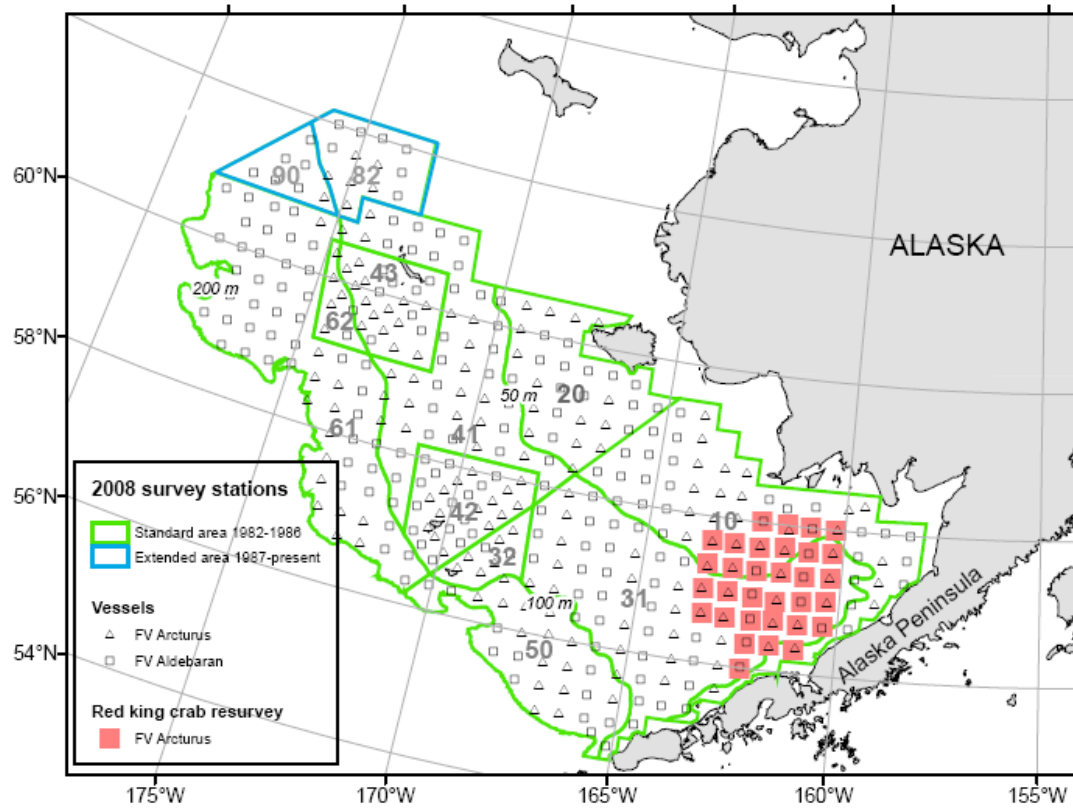 60°N
58°N
56°N
54°N
ALASKA
90
82
43
200 m
62
20
50 m
61
41
42
10
32
31
100 m
50
Alaska Peninsula
2008 survey stations
Standard area 1982-1986
Extended area 1987-present
Vessels
FV Arcturus
FV Aldebaran
Red king crab resurvey
FV Arcturus
175°W
170°W
165°W
160°W
155°W